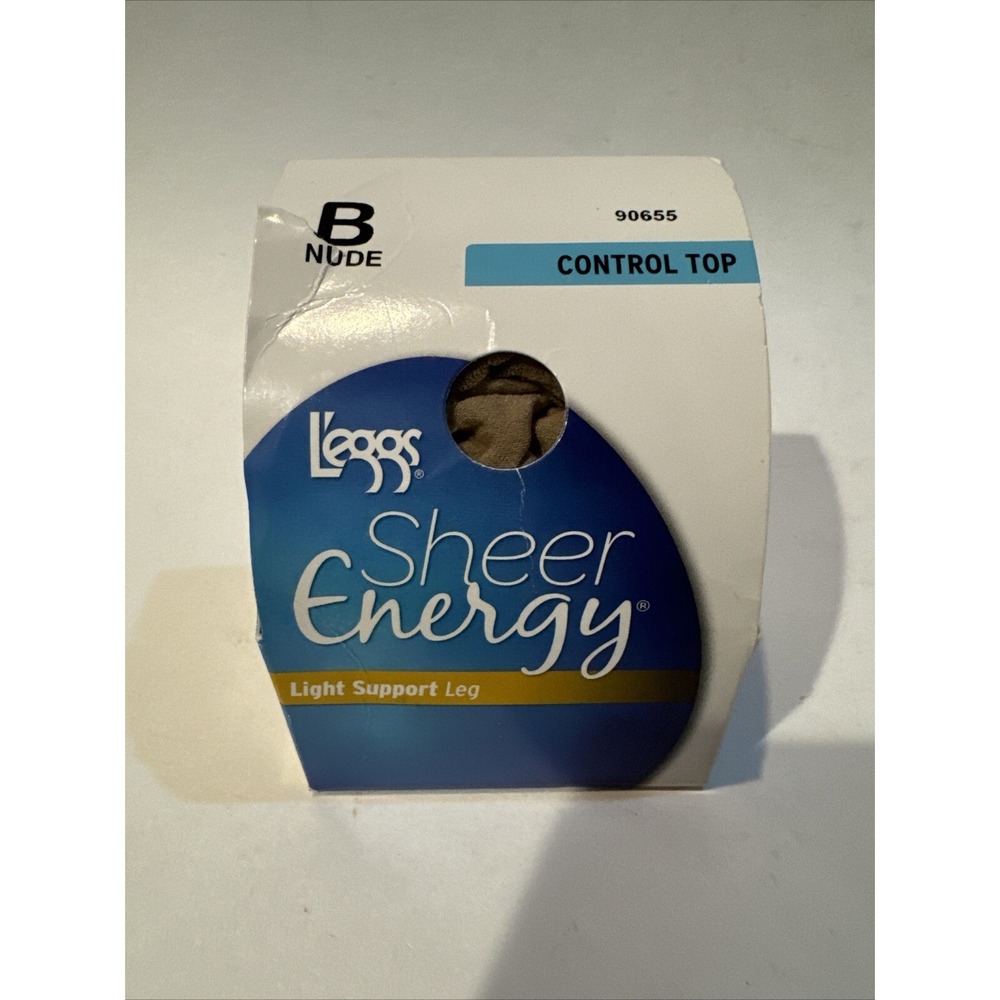 B
NUDE
90655
CONTROL TOP
L'eggs®
Sheer
Energy®
Light Support Leg